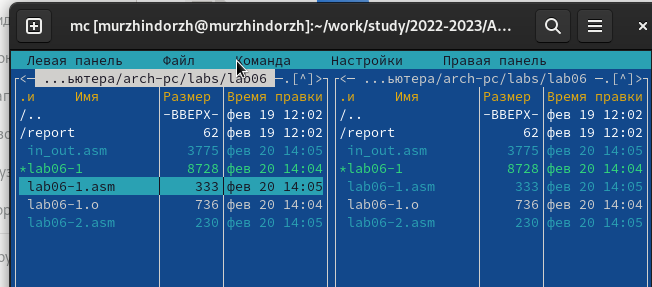 mc [murzhindorzh@murzhindorzh]:~/work/study/2022-2023/A...
Левая панель Файл Команда Настройки Правая панель
<— ...ьютера/arch-pc/labs/lab06 —.[^]> <— ...ьютера/arch-pc/labs/lab06 —.[^]>
.и Имя Размер Время правки .и Имя Размер Время правки
/.. -ВВЕРХ- фев 19 12:02 /.. -ВВЕРХ- фев 19 12:02
/report 62 фев 19 12:02 /report 62 фев 19 12:02
in_out.asm 3775 фев 20 14:05 in_out.asm 3775 фев 20 14:05
*lab06-1 8728 фев 20 14:04 *lab06-1 8728 фев 20 14:04
lab06-1.asm 333 фев 20 14:05 lab06-1.asm 333 фев 20 14:05
lab06-1.o 736 фев 20 14:04 lab06-1.o 736 фев 20 14:04
lab06-2.asm 230 фев 20 14:05 lab06-2.asm 230 фев 20 14:05